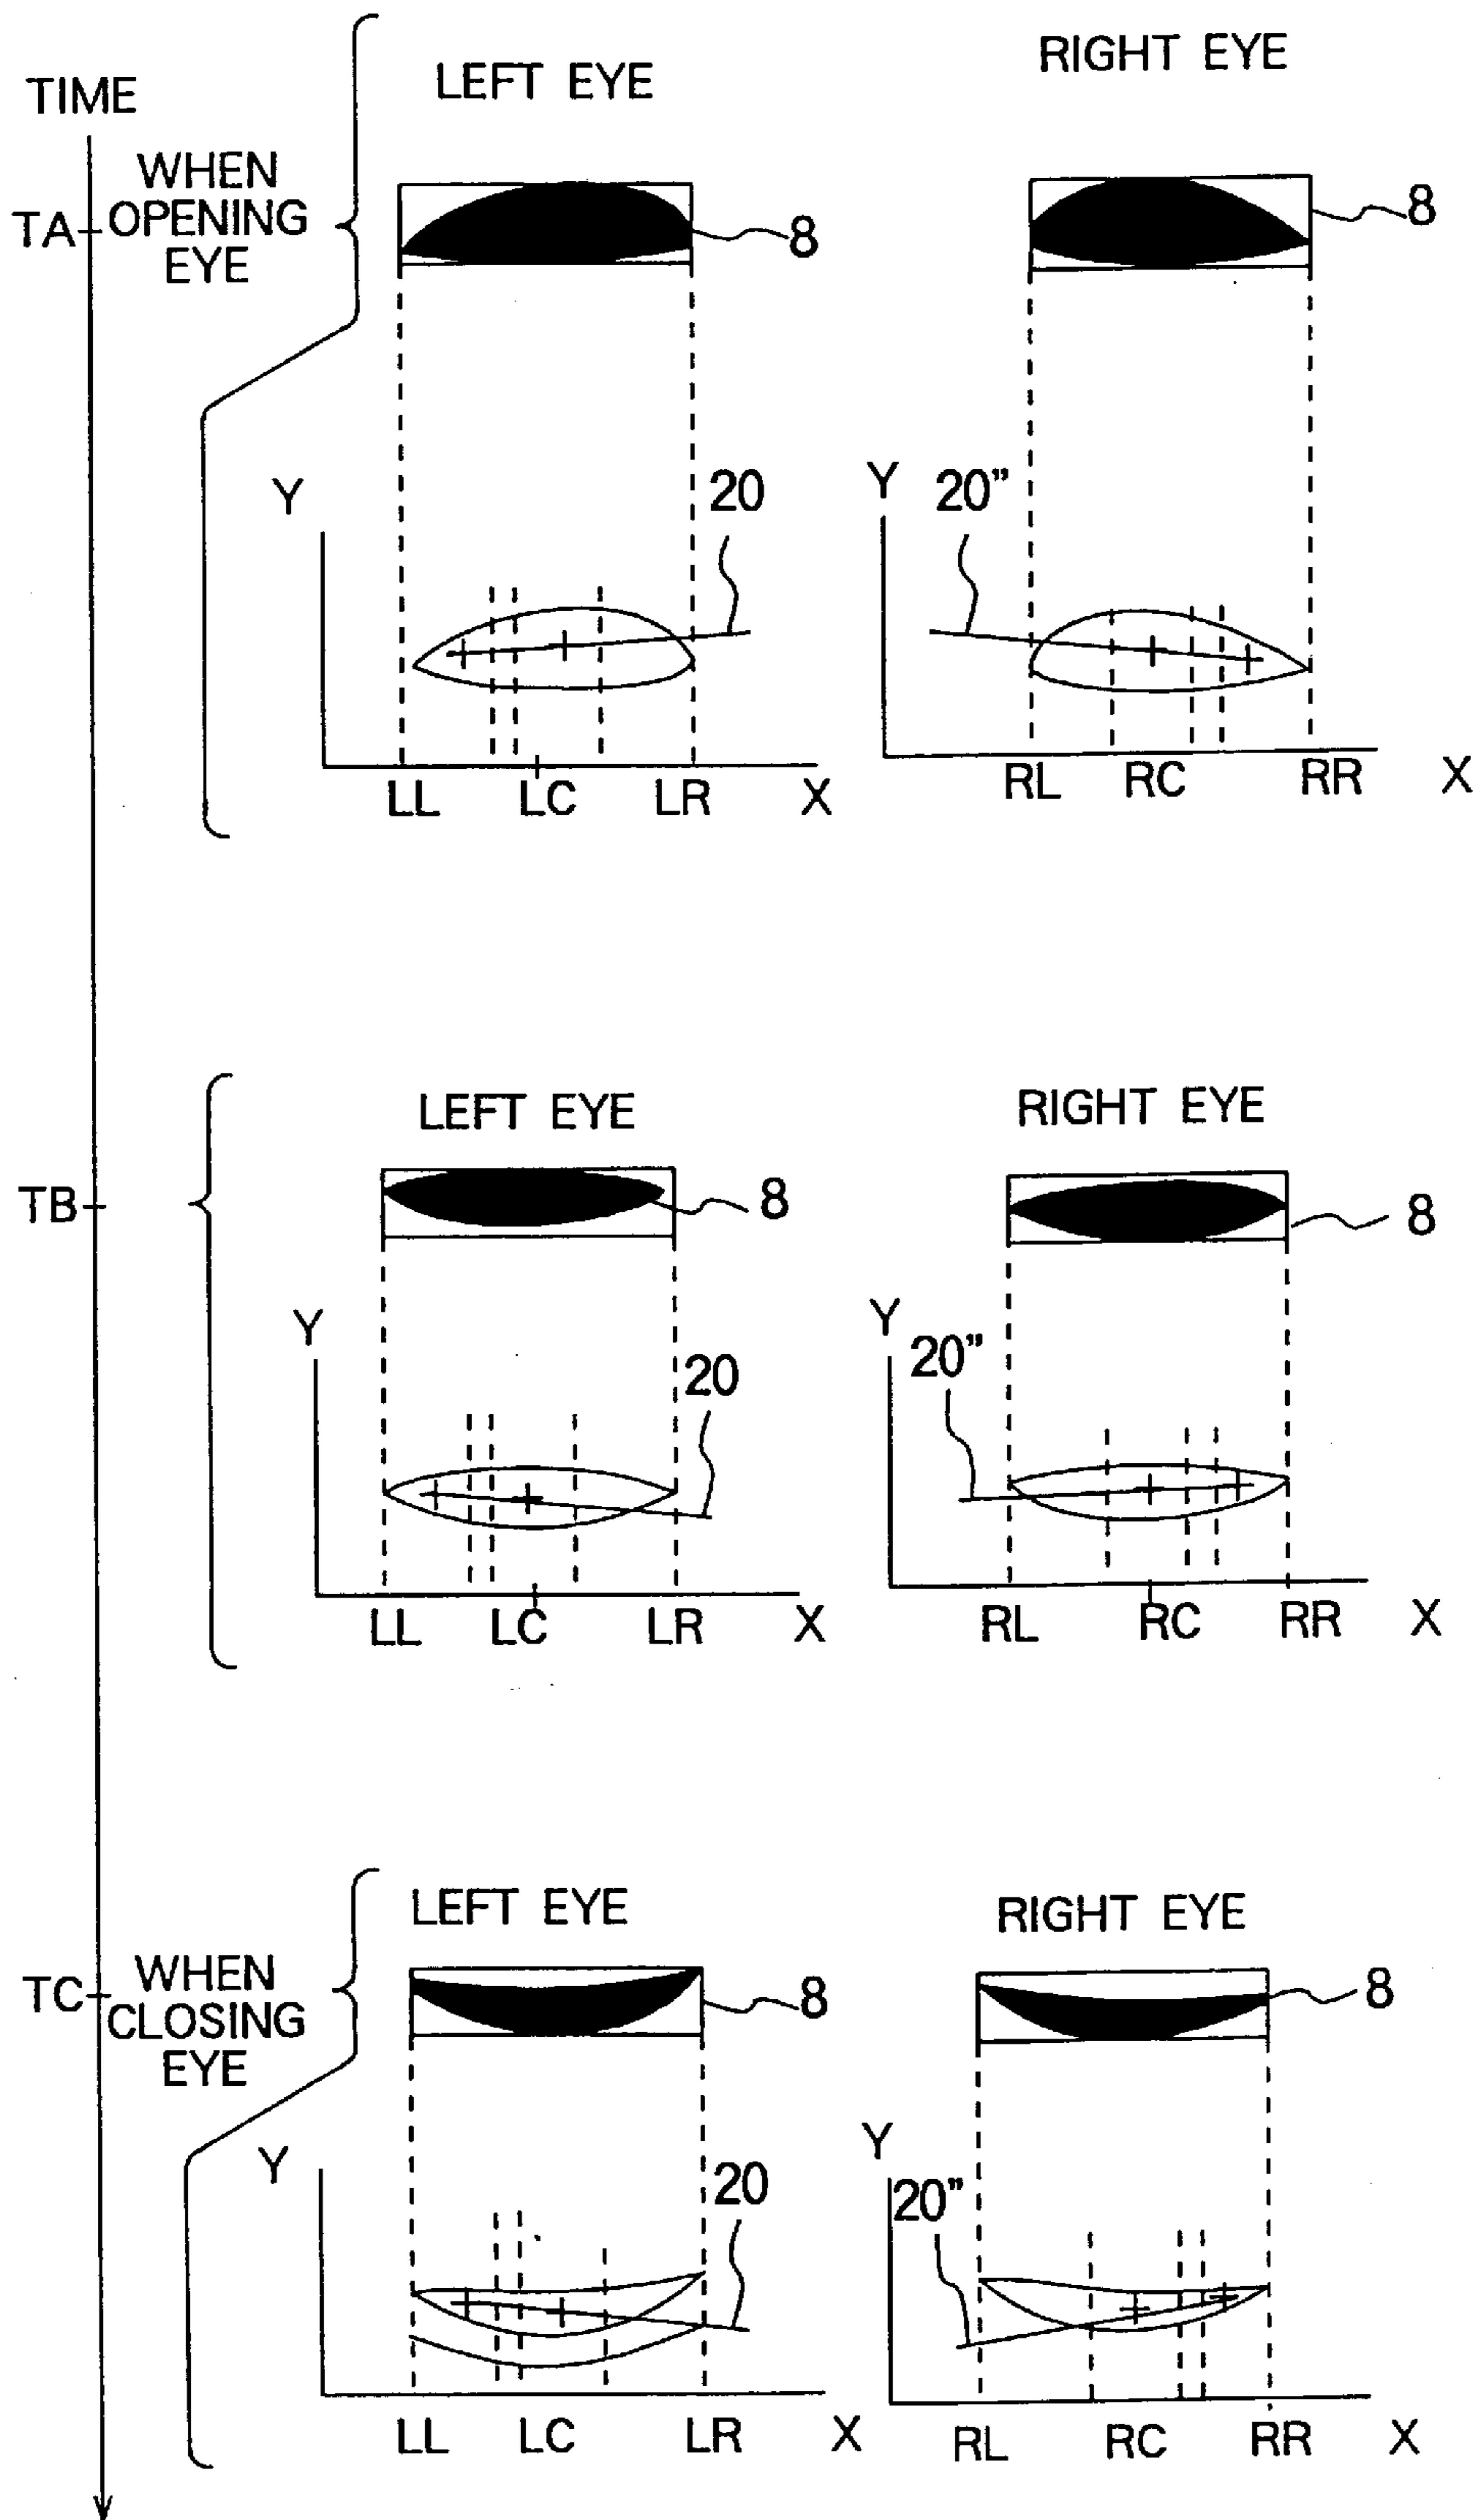 TIME
LEFT EYE
RIGHT EYE
TA
WHEN
OPENING
EYE
8
8
Y
20
Y
20”
LL
LC
LR
X
RL
RC
RR
X
TB
LEFT EYE
RIGHT EYE
8
8
Y
20
Y
20”
LL
LC
LR
X
RL
RC
RR
X
TC
WHEN
CLOSING
EYE
LEFT EYE
RIGHT EYE
8
8
Y
20
Y
20”
LL
LC
LR
X
RL
RC
RR
X